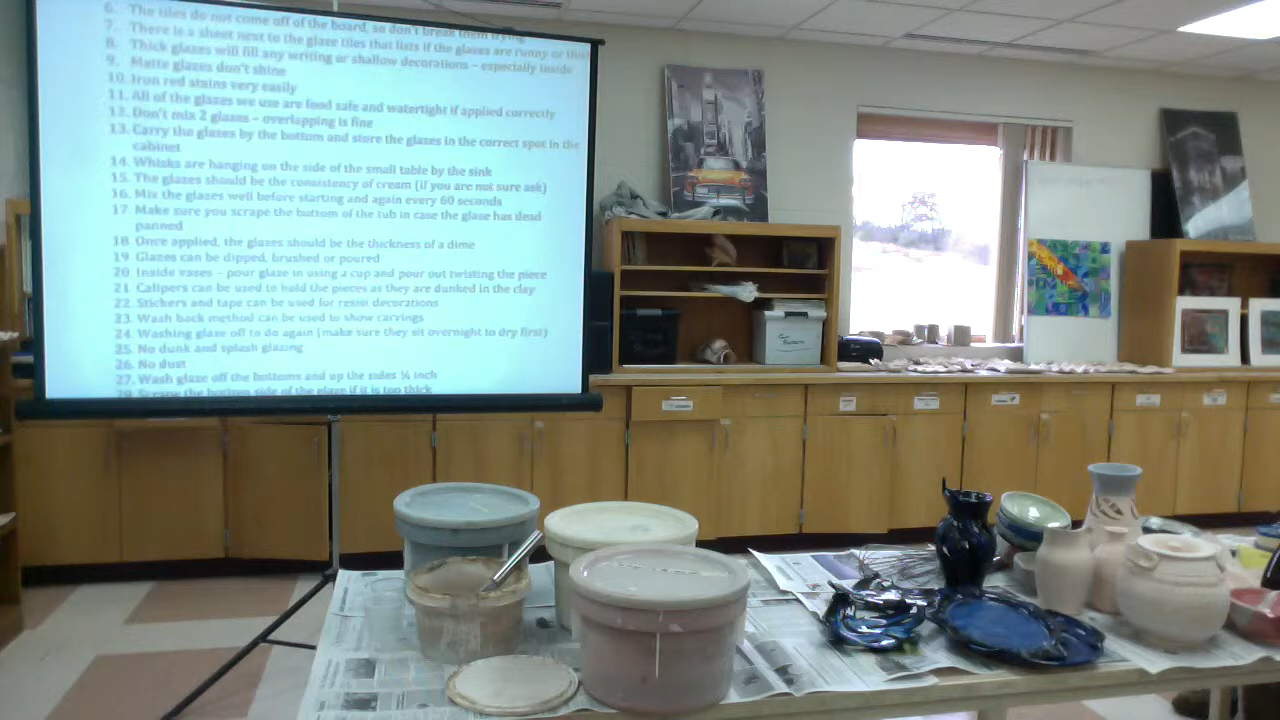 6. The tiles do not come off of the board, so don't break them trying
7. There is a sheet next to the glaze tiles that lists if the glazes are runny or
8. Thick glazes will fill any writing or shallow decorations – especially inside
9. Matte glazes don't shine
10. Iron red stains very easily
11. All of the glazes we use are food safe and watertight if applied correctly
12. Don't mix 2 glazes – overlapping is fine
13. Carry the glazes by the bottom and store the glazes in the correct spot in the
cabinet
14. Whisks are hanging on the side of the small table by the sink
15. The glazes should be the consistency of cream (if you are not sure ask)
16. Mix the glazes well before starting and again every 60 seconds
17. Make sure you scrape the bottom of the tub in case the glaze has dead
panned
18 Once applied, the glazes should be the thickness of a dime
19 Glazes can be dipped, brushed or poured
20 Inside vases – pour glaze in using a cup and pour out twisting the piece
21. Calipers can be used to hold the pieces as they are dunked in the clay
22. Stickers and tape can be used for resist decorations
23. Wash back method can be used to show carvings
24. Washing glaze off to do again (make sure they sit overnight to dry first)
25. No dunk and splash glazing
26. No dust
27. Wash glaze off the bottoms and up the sides ¼ inch
28. Scrape the bottom side of the glaze if it is too thick